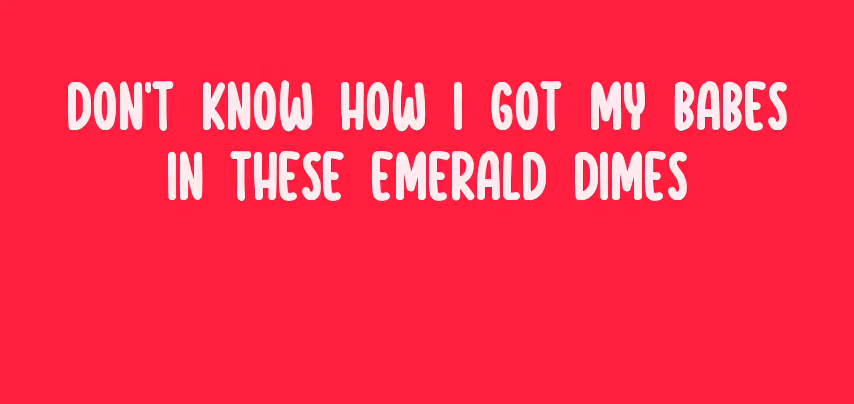 DON'T KNOW HOW I GOT MY BABES
IN THESE EMERALD DIMES